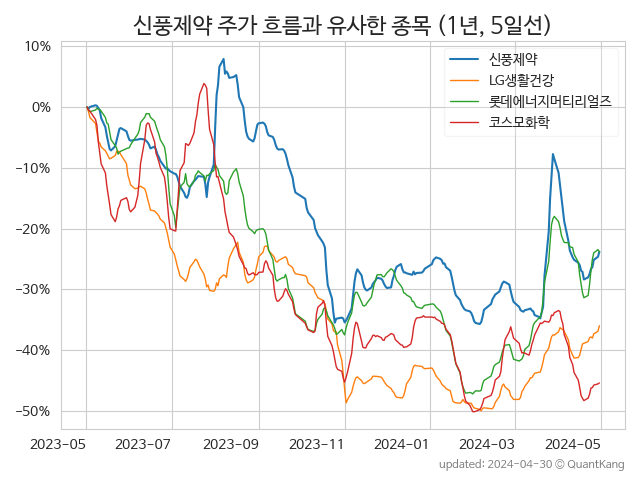 신풍제약 주가 흐름과 유사한 종목 (1년, 5일선)
신풍제약
LG생활건강
롯데에너지머티리얼즈
코스모화학
10%
0%
−10%
−20%
−30%
−40%
−50%
2023-05 2023-07 2023-09 2023-11 2024-01 2024-03 2024-05
updated: 2024-04-30 © QuantKang